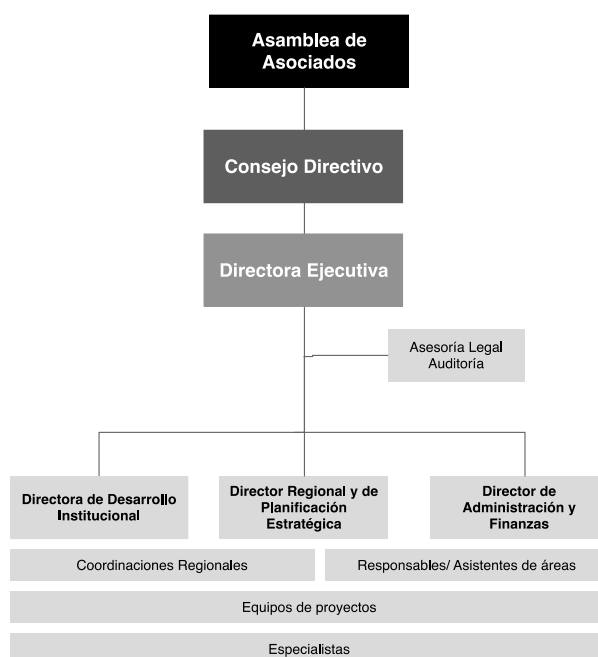 Asamblea de
Asociados
Consejo Directivo
Directora Ejecutiva
Asesoría Legal
Auditoría
Directora de Desarrollo
Institucional
Director Regional y de
Planificación
Estratégica
Director de
Administración y
Finanzas
Coordinaciones Regionales
Responsables/ Asistentes de áreas
Equipos de proyectos
Especialistas